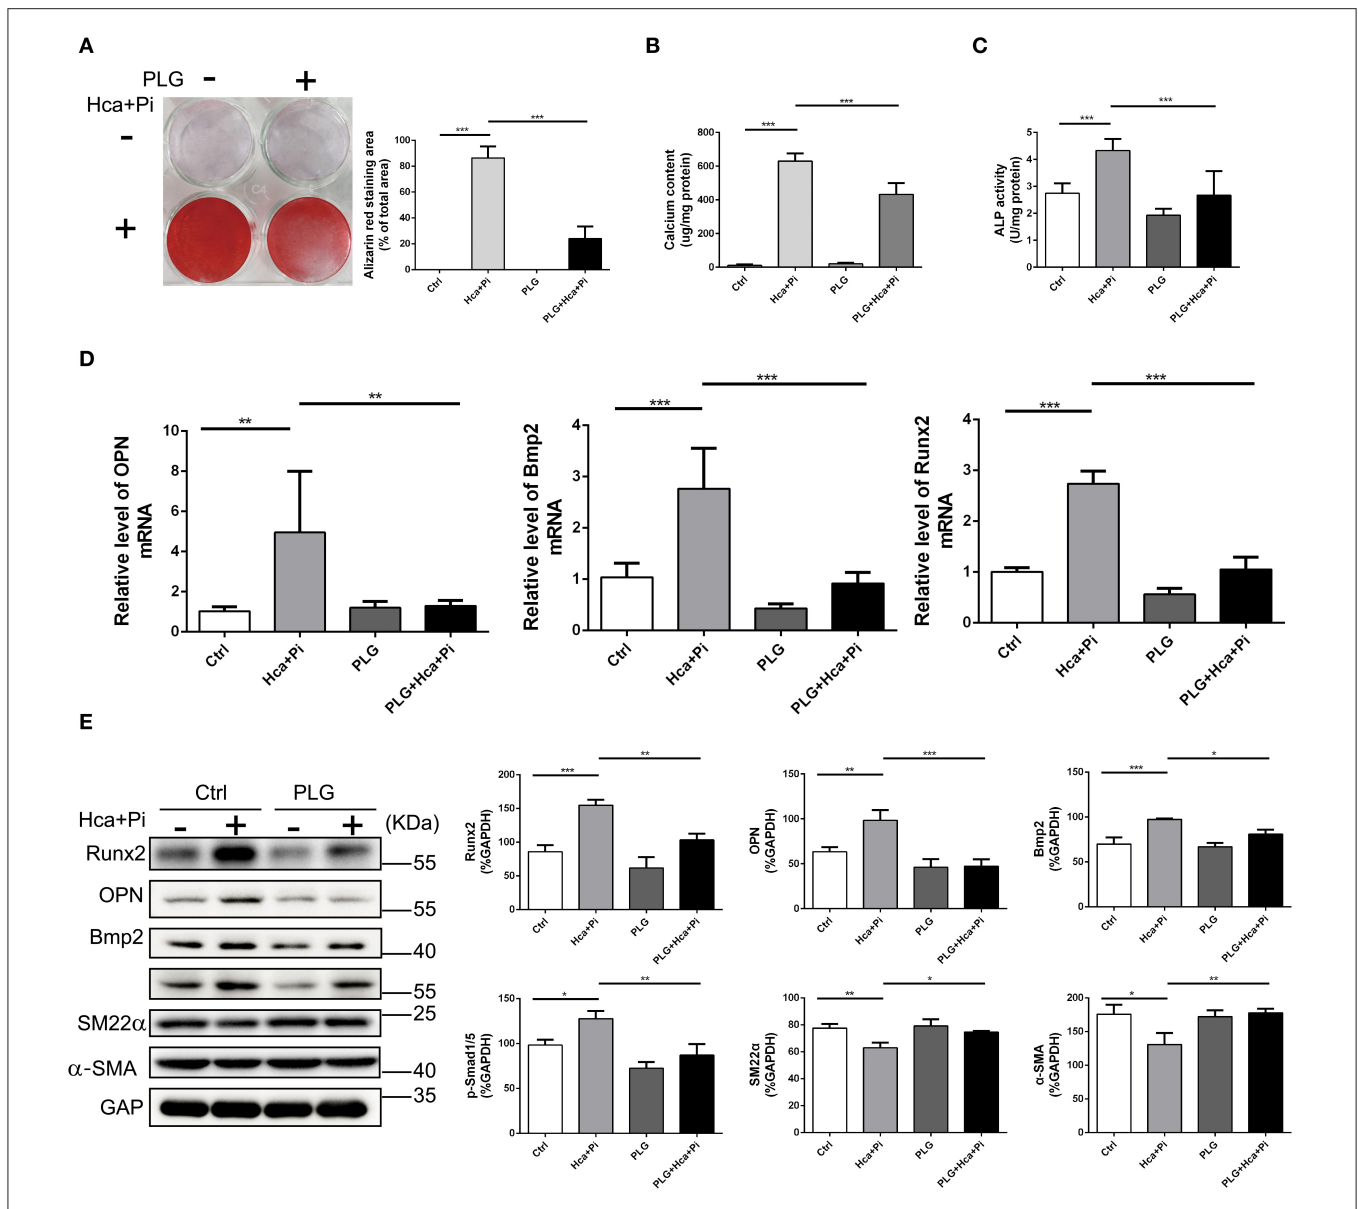 A
PLG - +
Hca+Pi
-
+
C4
Alizarin red staining area
(% of total area)
100
80
60
40
20
0
*** ***
Ctrl Hca+Pi PLG PLG+Hca+Pi
B
Calcium content
(ug/mg protein)
800
600
400
200
0
*** ***
Ctrl Hca+Pi PLG PLG+Hca+Pi
C
ALP activity
(U/mg protein)
5
4
3
2
1
0
*** ***
Ctrl Hca+Pi PLG PLG+Hca+Pi
D
Relative level of OPN
mRNA
10
8
6
4
2
0
** **
Ctrl Hca+Pi PLG PLG+Hca+Pi
Relative level of Bmp2
mRNA
4
3
2
1
0
*** ***
Ctrl Hca+Pi PLG PLG+Hca+Pi
Relative level of Runx2
mRNA
4
3
2
1
0
*** ***
Ctrl Hca+Pi PLG PLG+Hca+Pi
E
Ctrl PLG
Hca+Pi - + - + (KDa)
Runx2 55
OPN 55
Bmp2 40
55
SM22α 25
α-SMA 40
GAP 35
Runx2
(%GAPDH)
200
150
100
50
0
*** **
Ctrl Hca+Pi PLG PLG+Hca+Pi
OPN
(%GAPDH)
150
100
50
0
** ***
Ctrl Hca+Pi PLG PLG+Hca+Pi
Bmp2
(%GAPDH)
150
100
50
0
*** *
Ctrl Hca+Pi PLG PLG+Hca+Pi
p-Smad1/5
(%GAPDH)
150
100
50
0
* **
Ctrl Hca+Pi PLG PLG+Hca+Pi
SM22α
(%GAPDH)
100
80
60
40
20
0
** *
Ctrl Hca+Pi PLG PLG+Hca+Pi
α-SMA
(%GAPDH)
200
150
100
50
0
* **
Ctrl Hca+Pi PLG PLG+Hca+Pi